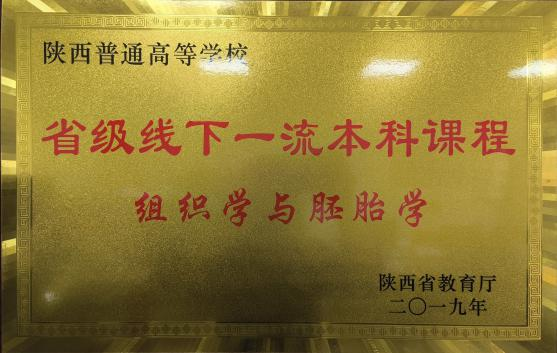 陕西普通高等学校
省级线下一流本科课程
组织学与胚胎学
陕西省教育厅
二〇一九年